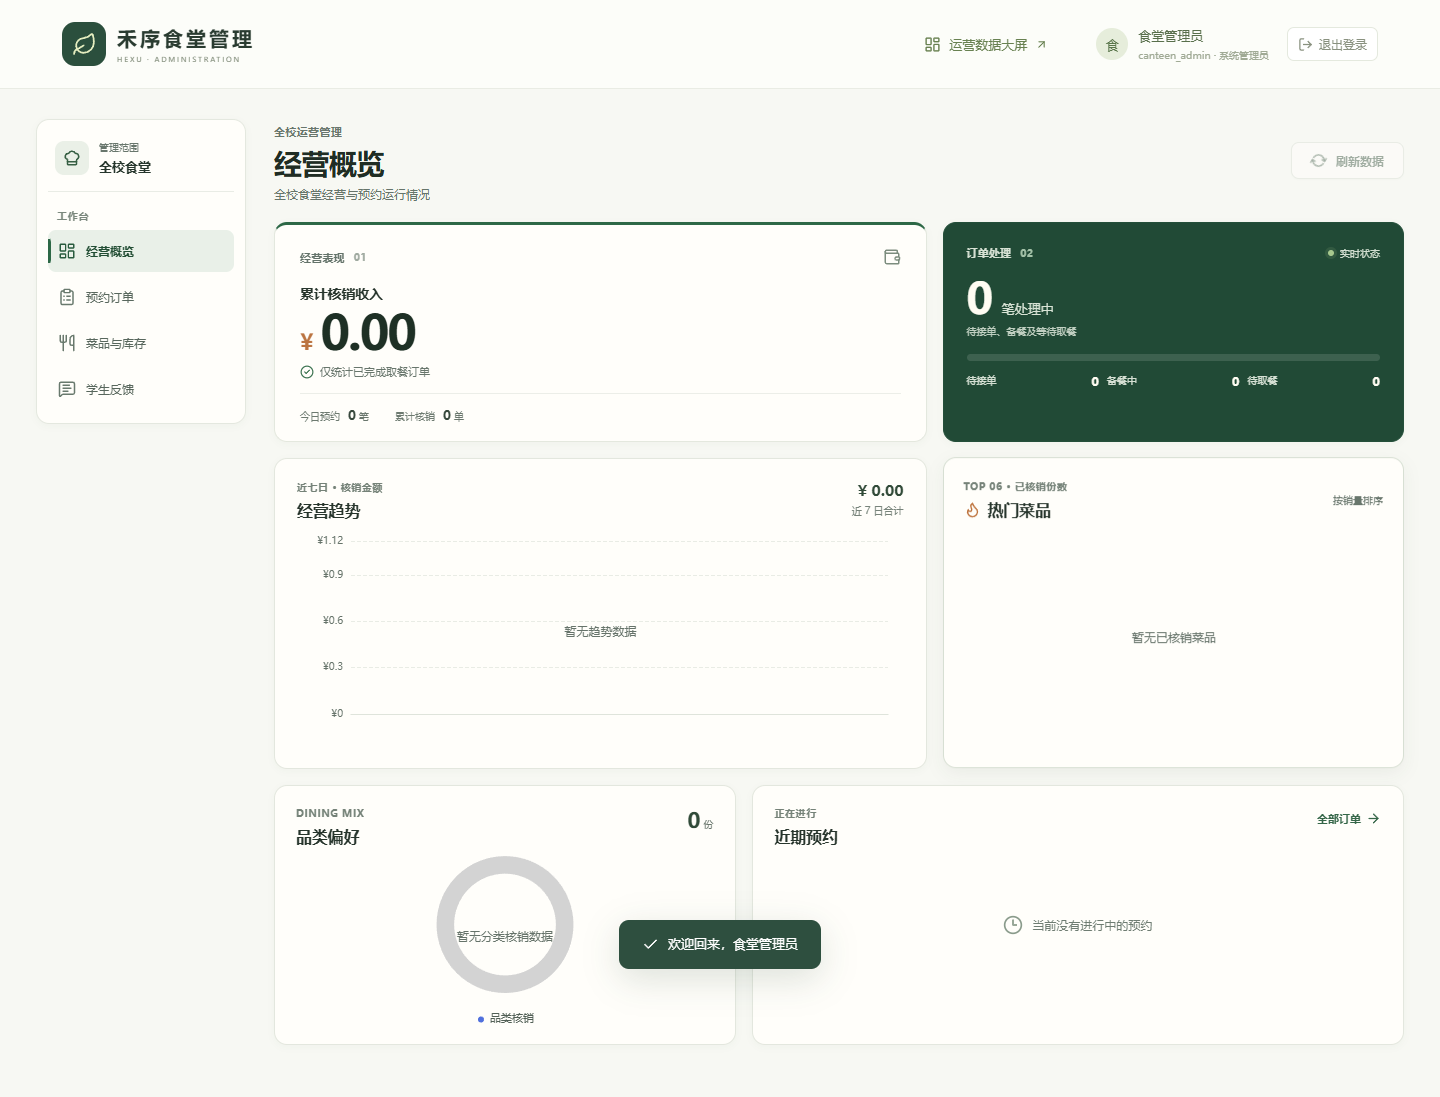 禾序食堂管理
HEXU · ADMINISTRATION
运营数据大屏
食
食堂管理员
canteen_admin · 系统管理员
退出登录
管理范围
全校食堂
工作台
经营概览
预约订单
菜品与库存
学生反馈
全校运营管理
经营概览
全校食堂经营与预约运行情况
刷新数据
经营表现 01
累计核销收入
¥ 0.00
仅统计已完成取餐订单
今日预约 0 笔 累计核销 0 单
订单处理 02
实时状态
0 笔处理中
待接单、备餐及等待取餐
待接单 0 备餐中 0 待取餐 0
近七日 • 核销金额
经营趋势
¥ 0.00
近 7 日合计
¥1.12
¥0.9
¥0.6
¥0.3
¥0
暂无趋势数据
TOP 06 • 已核销份数
热门菜品
按销量排序
暂无已核销菜品
DINING MIX
品类偏好
0 份
暂无分类核销数据
品类核销
正在进行
近期预约
全部订单
当前没有进行中的预约
欢迎回来，食堂管理员